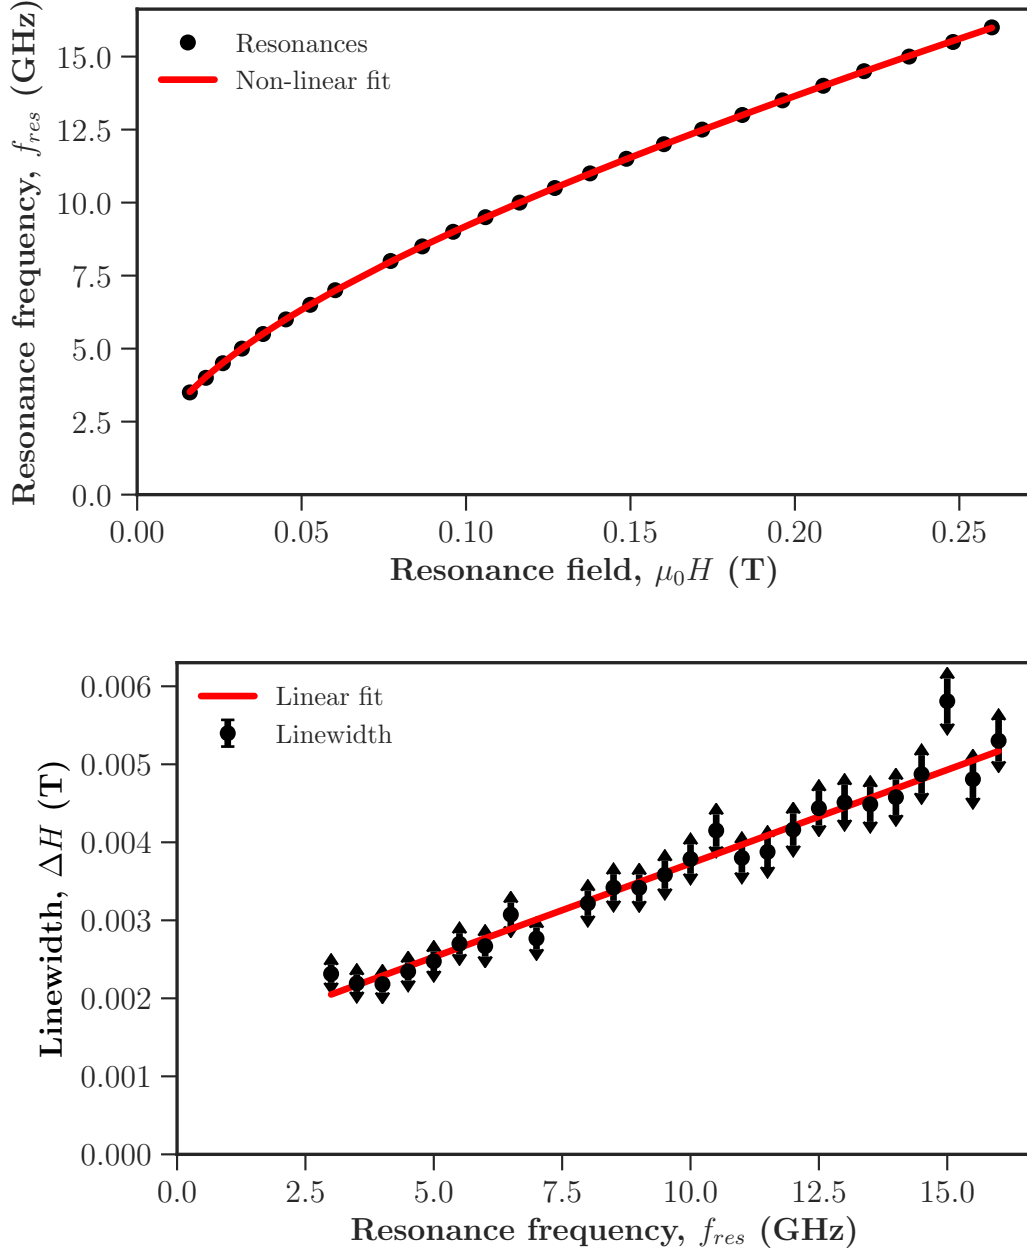 Resonance frequency, f_res (GHz)
15.0
12.5
10.0
7.5
5.0
2.5
0.0
Resonances
Non-linear fit
0.00 0.05 0.10 0.15 0.20 0.25
Resonance field, μ₀H (T)
Linewidth, ΔH (T)
0.006
0.005
0.004
0.003
0.002
0.001
0.000
Linear fit
Linewidth
0.0 2.5 5.0 7.5 10.0 12.5 15.0
Resonance frequency, f_res (GHz)